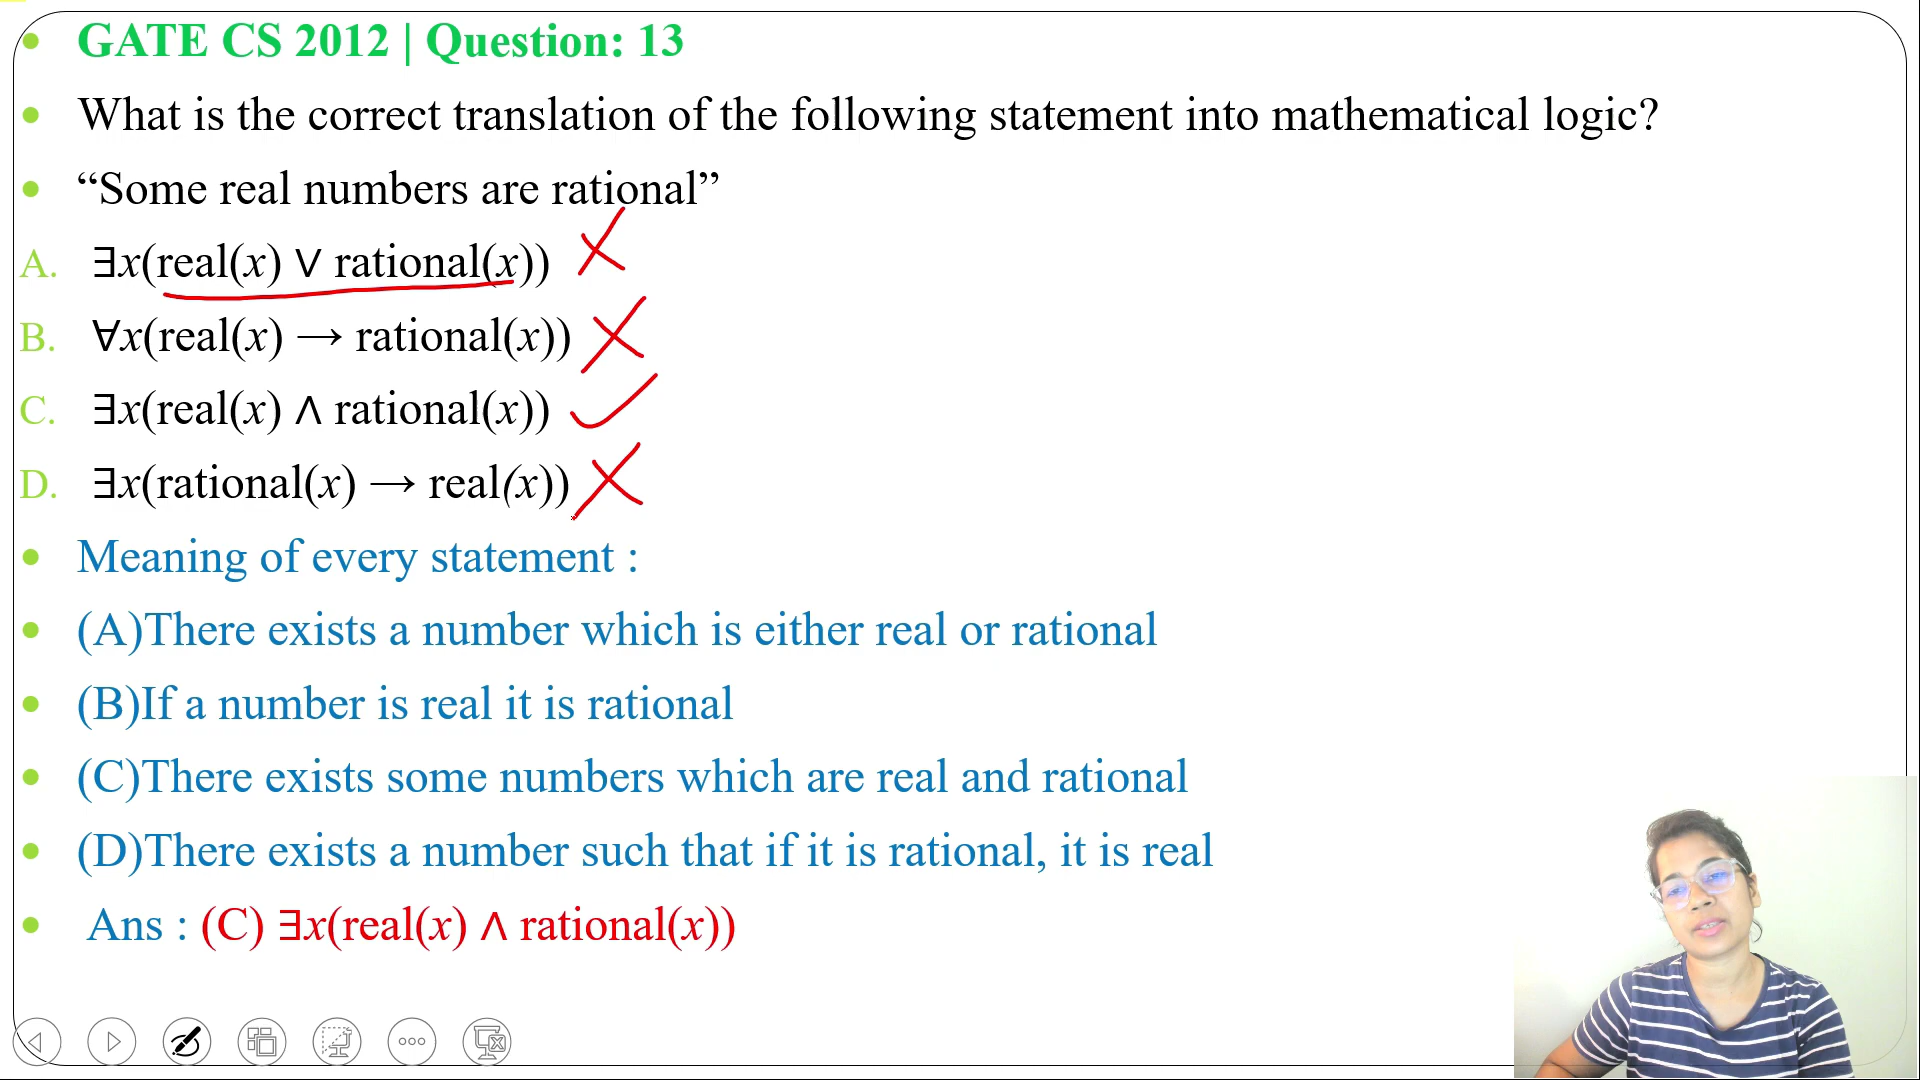 GATE CS 2012 | Question: 13
What is the correct translation of the following statement into mathematical logic?
“Some real numbers are rational”
A. ∃x(real(x) ∨ rational(x))
B. ∀x(real(x) → rational(x))
C. ∃x(real(x) ∧ rational(x))
D. ∃x(rational(x) → real(x))
Meaning of every statement :
(A)There exists a number which is either real or rational
(B)If a number is real it is rational
(C)There exists some numbers which are real and rational
(D)There exists a number such that if it is rational, it is real
Ans : (C) ∃x(real(x) ∧ rational(x))